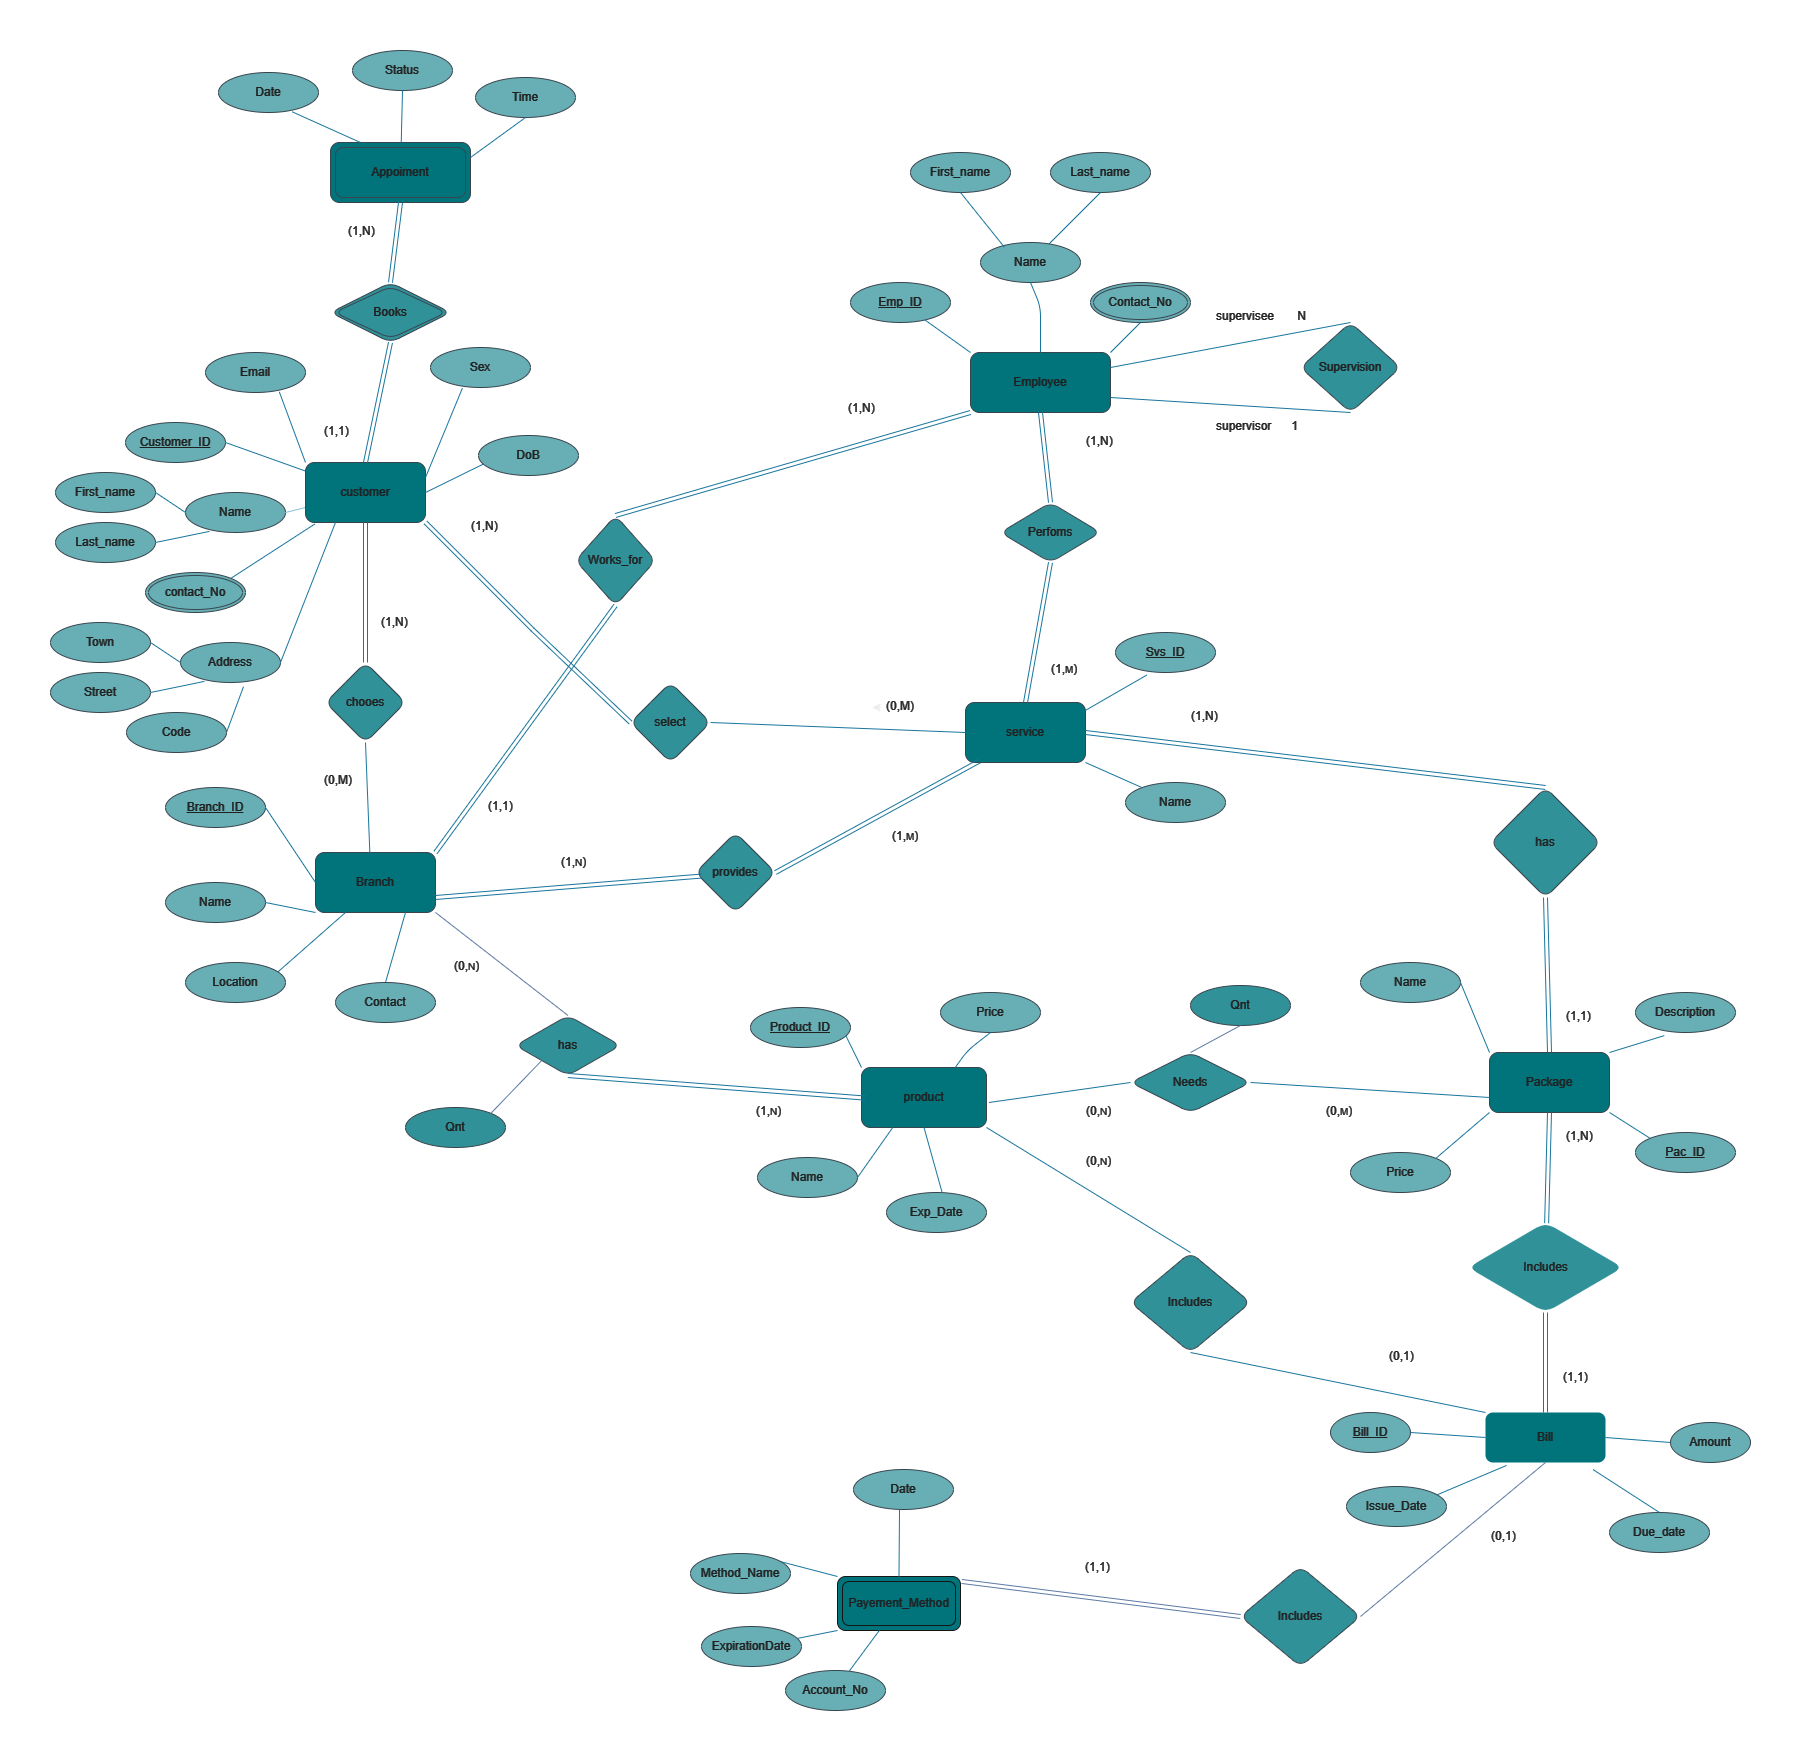 Status
Date
Time
Appoiment
(1,N)
Books
First_name
Last_name
Name
Emp_ID
Contact_No
supervisee N
Supervision
Employee
supervisor 1
(1,N)
(1,N)
Email
Sex
(1,1)
Customer_ID
DoB
customer
First_name
Name
Last_name
(1,N)
contact_No
Works_for
Perfoms
(1,N)
Town
Address
Street
Code
chooes
select
(0,M)
(1,M)
Svs_ID
service
(1,N)
Name
(0,M)
Branch_ID
(1,1)
(1,M)
(1,N)
provides
has
Branch
Name
Location
Contact
(0,N)
has
Qnt
(1,N)
Product_ID
Price
product
Name
Exp_Date
Qnt
Needs
(0,N)
(0,M)
(0,N)
Name
(1,1)
Description
Package
(1,N)
Price
Pac_ID
Includes
Includes
(0,1)
(1,1)
Bill_ID
Bill
Amount
Issue_Date
Due_date
(0,1)
Date
Method_Name
(1,1)
Payement_Method
Includes
ExpirationDate
Account_No